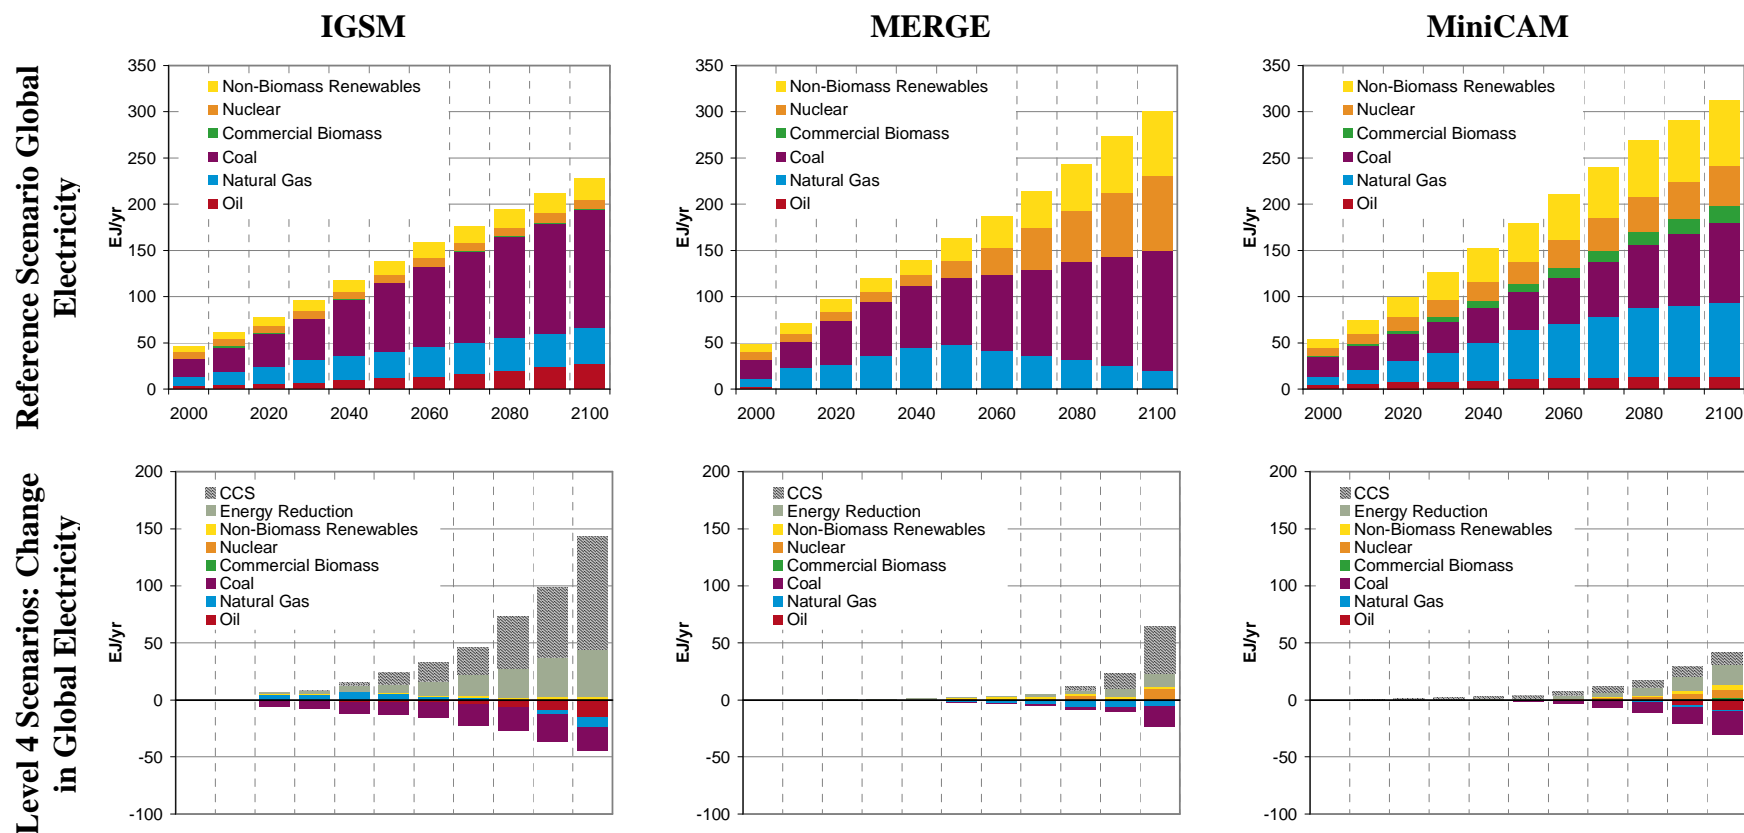 IGSM
MERGE
MiniCAM
Reference Scenario Global
Electricity
350
300
250
200
150
100
50
0
EJ/yr
Non-Biomass Renewables
Nuclear
Commercial Biomass
Coal
Natural Gas
Oil
2000 2020 2040 2060 2080 2100
350
300
250
200
150
100
50
0
EJ/yr
Non-Biomass Renewables
Nuclear
Commercial Biomass
Coal
Natural Gas
Oil
2000 2020 2040 2060 2080 2100
350
300
250
200
150
100
50
0
EJ/yr
Non-Biomass Renewables
Nuclear
Commercial Biomass
Coal
Natural Gas
Oil
2000 2020 2040 2060 2080 2100
Level 4 Scenarios: Change
in Global Electricity
200
150
100
50
0
-50
-100
EJ/yr
CCS
Energy Reduction
Non-Biomass Renewables
Nuclear
Commercial Biomass
Coal
Natural Gas
Oil
200
150
100
50
0
-50
-100
EJ/yr
CCS
Energy Reduction
Non-Biomass Renewables
Nuclear
Commercial Biomass
Coal
Natural Gas
Oil
200
150
100
50
0
-50
-100
EJ/yr
CCS
Energy Reduction
Non-Biomass Renewables
Nuclear
Commercial Biomass
Coal
Natural Gas
Oil